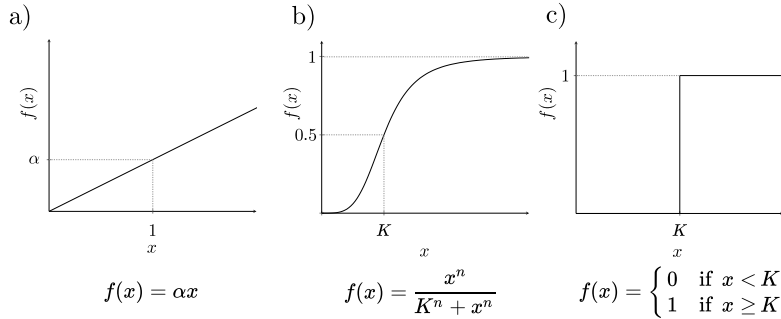 a)
f(x)
α
1
x
f(x) = αx
b)
1
f(x)
0.5
K
x
f(x) = x^n / (K^n + x^n)
c)
1
f(x)
K
x
f(x) = { 0 if x < K
1 if x ≥ K